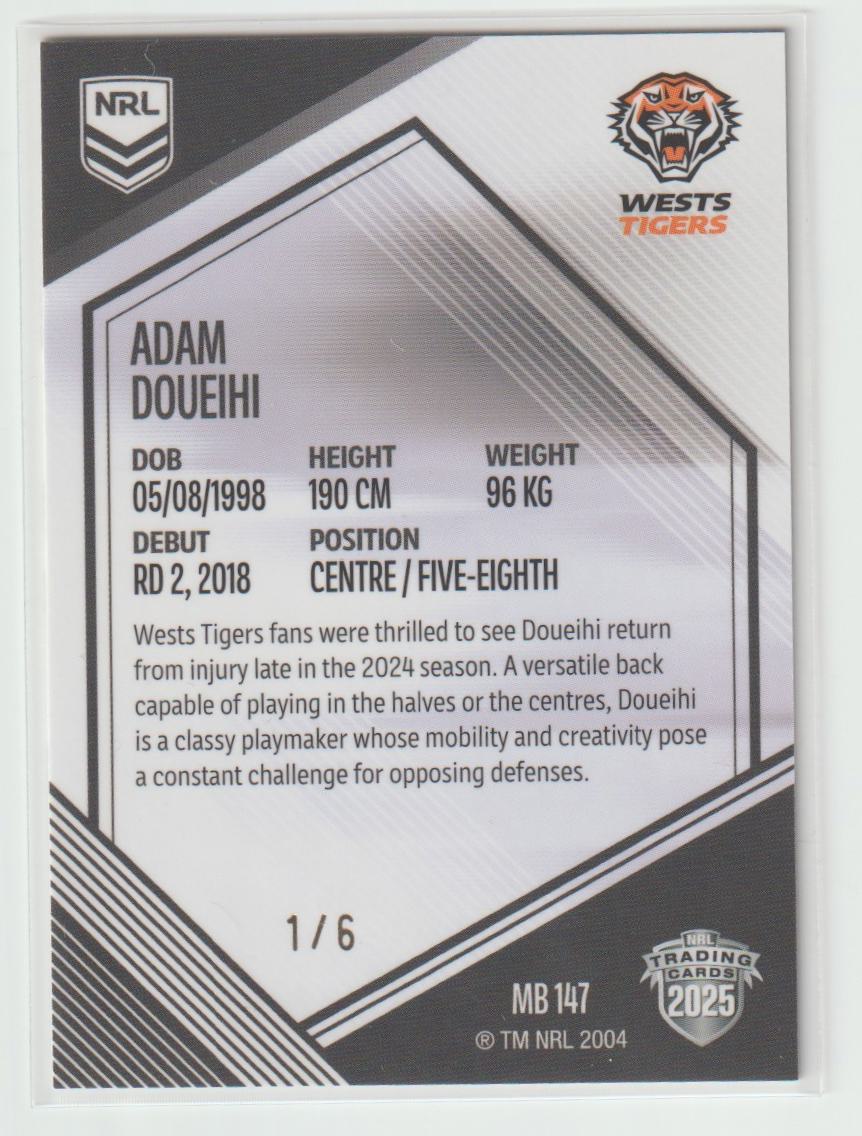 NRL
WESTS
TIGERS
ADAM
DOUEIHI
DOB HEIGHT WEIGHT
05/08/1998 190 CM 96 KG
DEBUT POSITION
RD 2, 2018 CENTRE / FIVE-EIGHTH
Wests Tigers fans were thrilled to see Doueihi return
from injury late in the 2024 season. A versatile back
capable of playing in the halves or the centres, Doueihi
is a classy playmaker whose mobility and creativity pose
a constant challenge for opposing defenses.
1 / 6
NRL
TRADING
CARDS
2025
MB 147
® TM NRL 2004